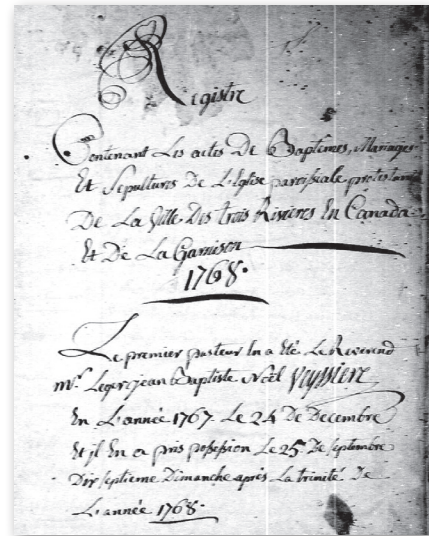 Registre
Contenant Les actes De Baptêmes, Mariages
Et Sepultures De L'Eglise paroissiale protestante
De La Ville Des trois Rivieres En Canada
Et De La Garnison
1768.
Le premier pasteur En a Eté Le Reverend
mr. Leger jean Baptiste Noël Veyssiere
En L'année 1767 Le 24 De Decembre
Et jl En a pris possession Le 25e De septembre
Dix septieme Dimanche après La trinité De
L'année 1768.